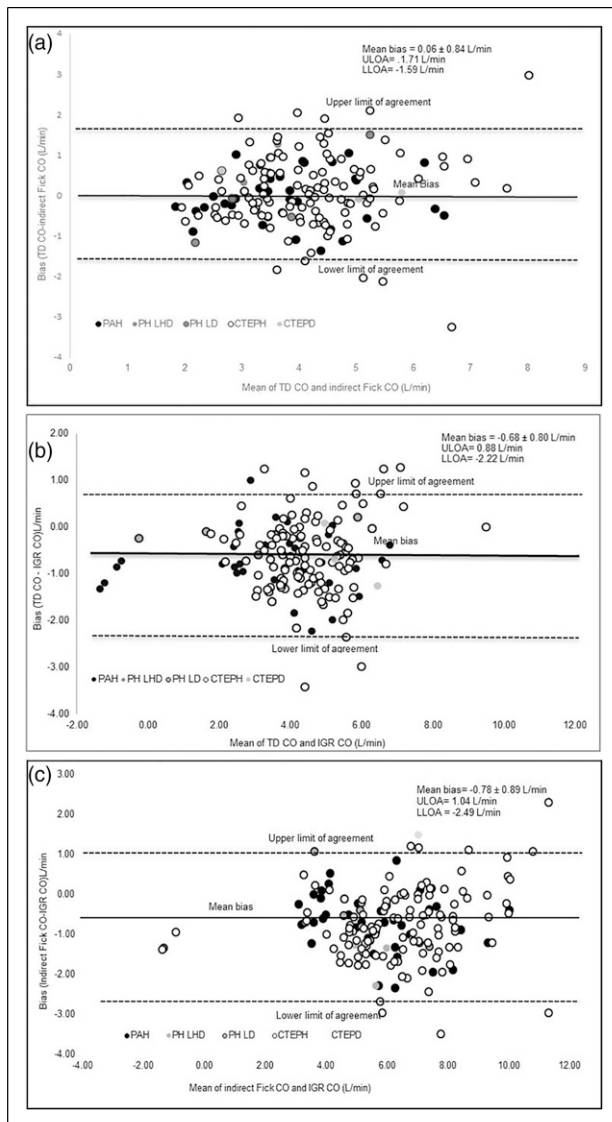 (a)
Mean bias = 0.06 ± 0.84 L/min
ULOA= .1.71 L/min
LLOA= -1.59 L/min
Upper limit of agreement
Mean Bias
Lower limit of agreement
PAH PH LHD PH LD CTEPH CTEPD
4
3
2
1
0
-1
-2
-3
-4
Bias (TD CO-indirect Fick CO (L/min)
0 1 2 3 4 5 6 7 8 9
Mean of TD CO and indirect Fick CO (L/min)
(b)
Mean bias = -0.68 ± 0.80 L/min
ULOA= 0.88 L/min
LLOA= -2.22 L/min
Upper limit of agreement
Mean bias
Lower limit of agreement
PAH PH LHD PH LD CTEPH CTEPD
2.00
1.00
0.00
-1.00
-2.00
-3.00
-4.00
Bias (TD CO - IGR CO)L/min
-2.00 0.00 2.00 4.00 6.00 8.00 10.00 12.00
Mean of TD CO and IGR CO (L/min)
(c)
Mean bias= -0.78 ± 0.89 L/min
ULOA= 1.04 L/min
LLOA = -2.49 L/min
Upper limit of agreement
Mean bias
Lower limit of agreement
PAH PH LHD PH LD CTEPH CTEPD
3.00
2.00
1.00
0.00
-1.00
-2.00
-3.00
-4.00
Bias (Indirect Fick CO-IGR CO)L/min
-4.00 -2.00 0.00 2.00 4.00 6.00 8.00 10.00 12.00
Mean of indirect Fick CO and IGR CO (L/min)